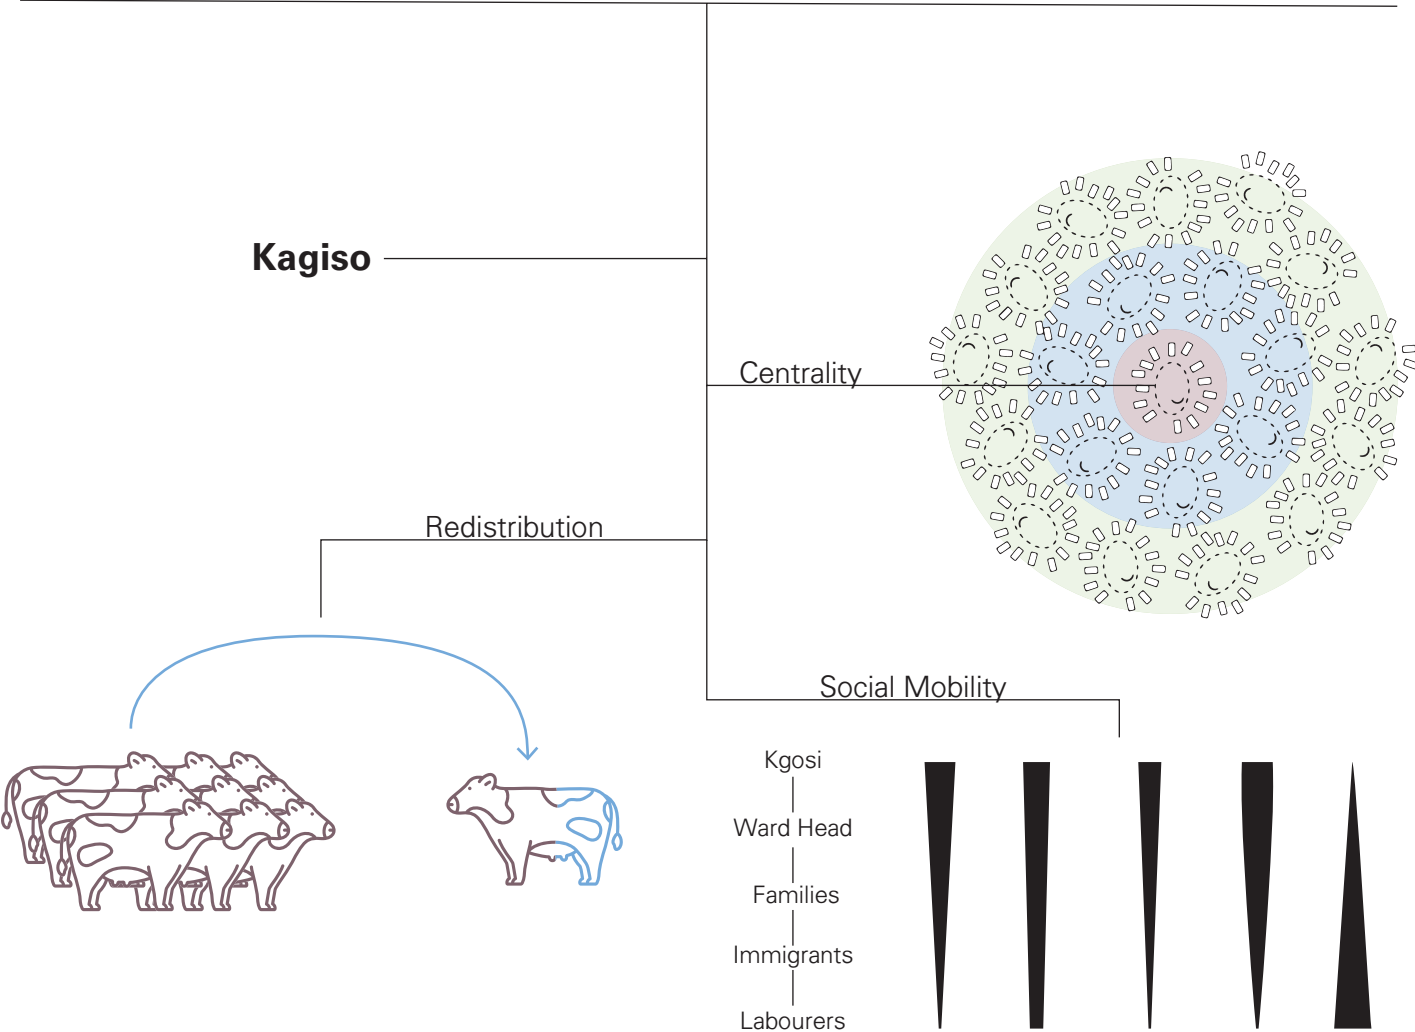 Kagiso
Centrality
Redistribution
Social Mobility
Kgosi
Ward Head
Families
Immigrants
Labourers